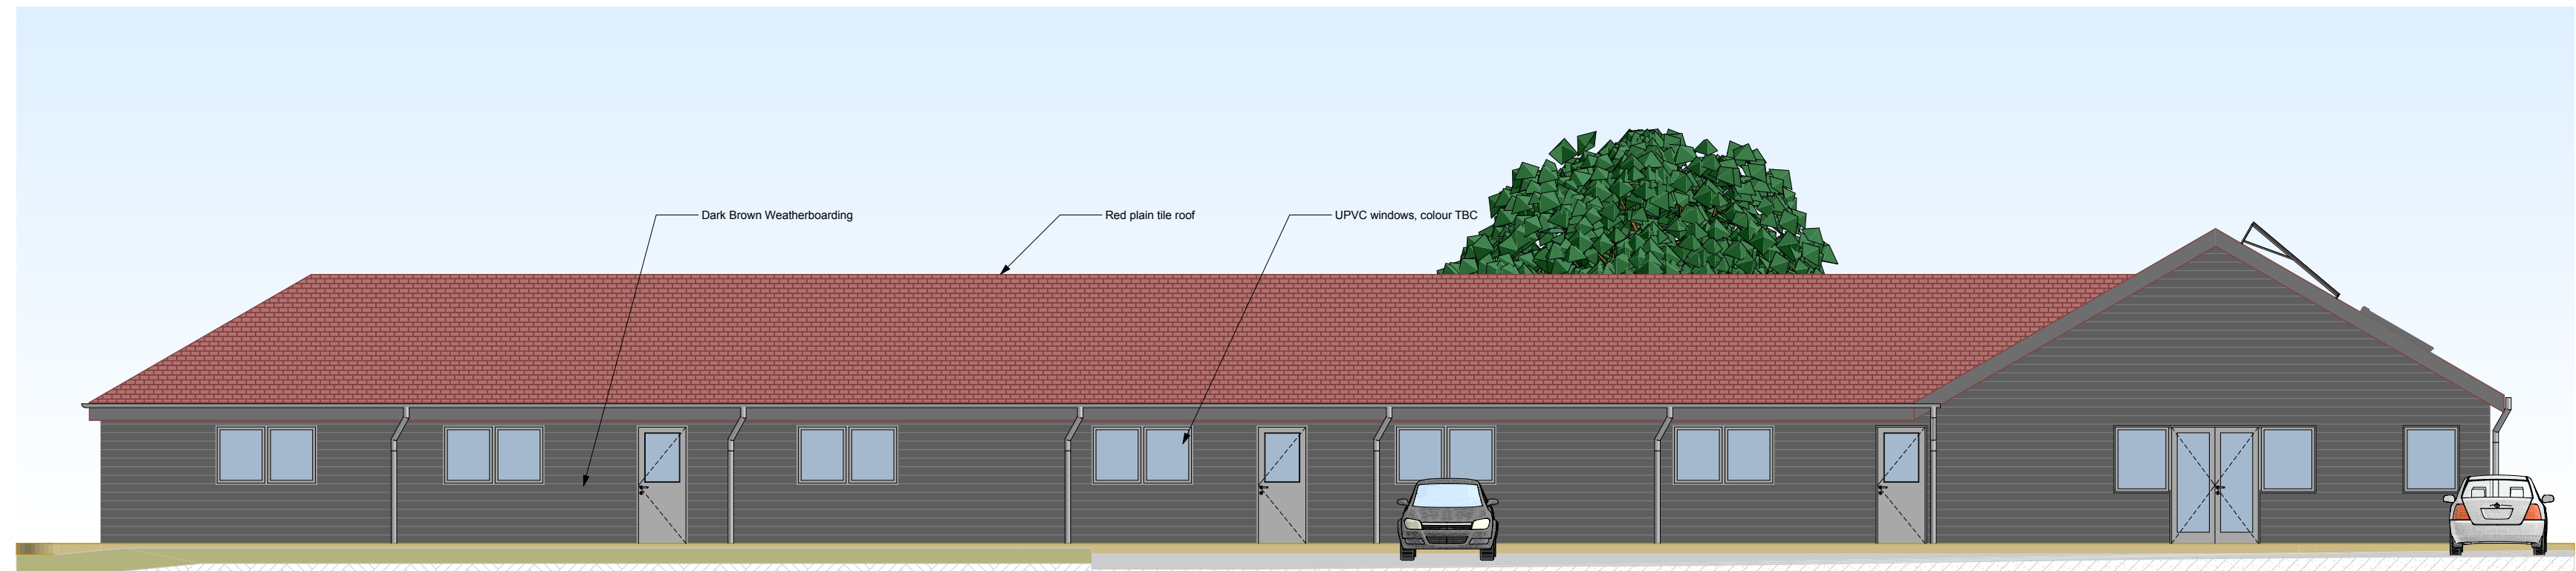 Dark Brown Weatherboarding
Red plain tile roof
UPVC windows, colour TBC